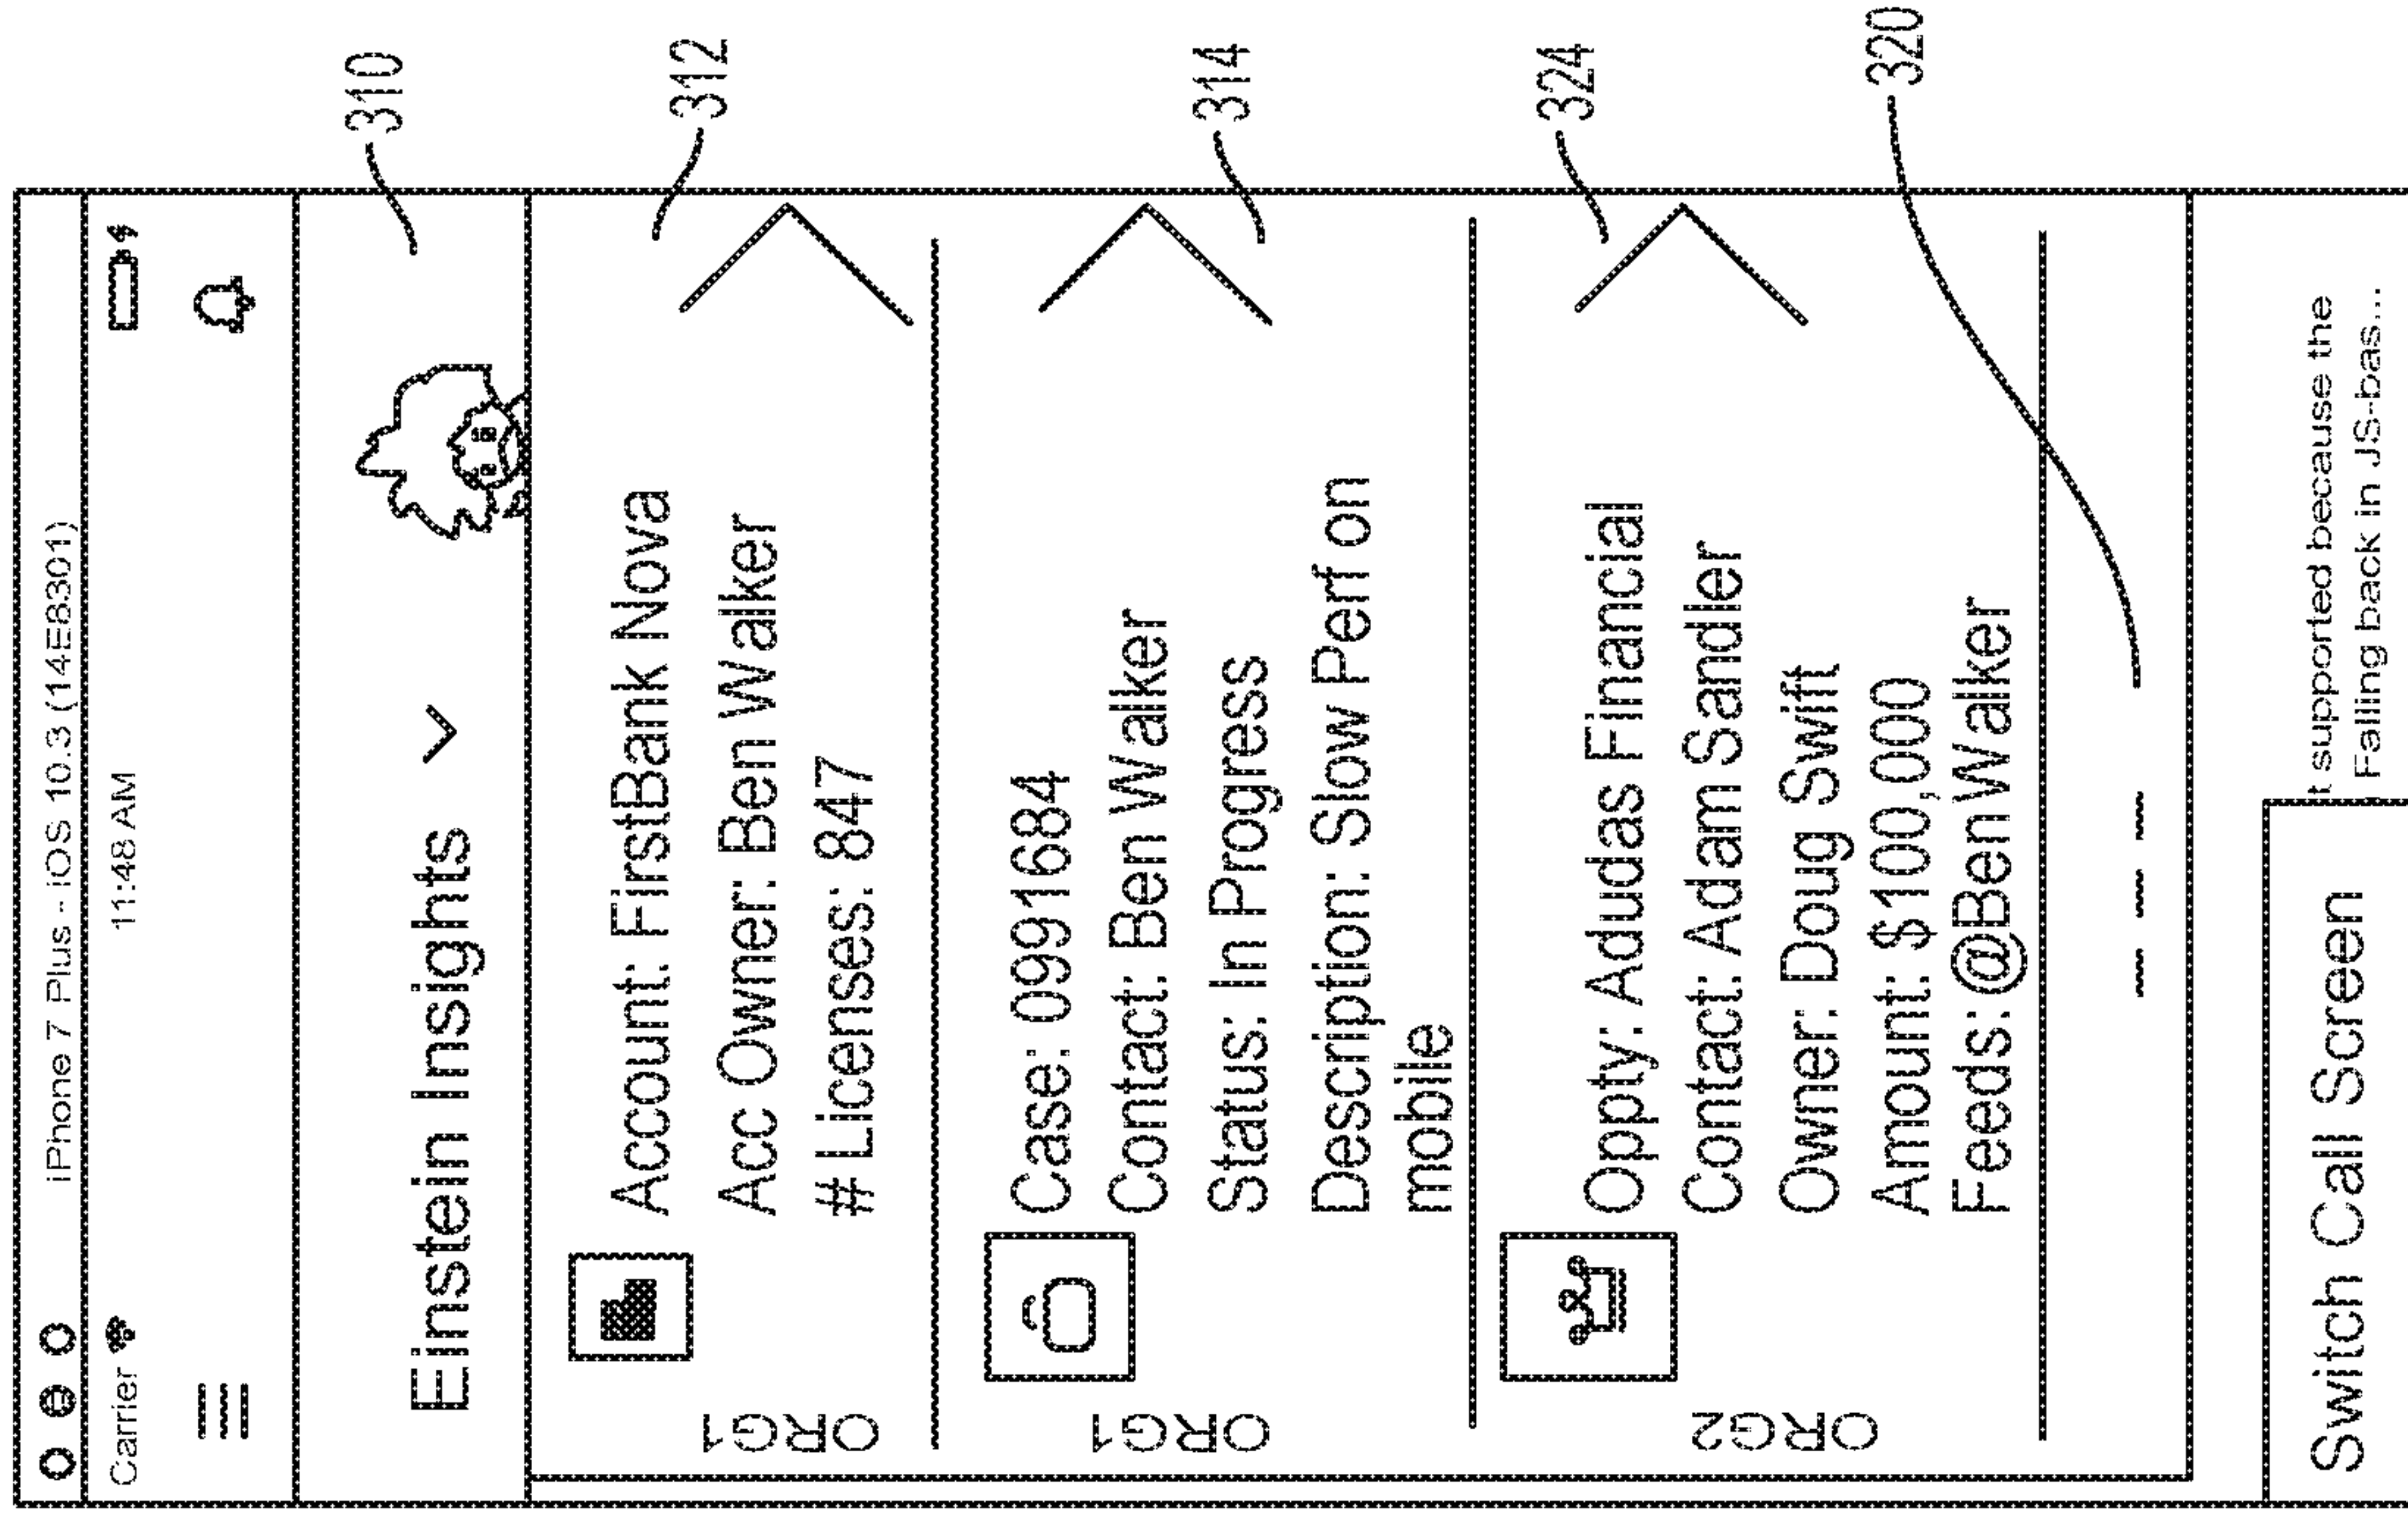 iPhone 7 Plus - iOS 10.3 (14E8301)
Carrier 11:48 AM
Einstein Insights
310
312
ORG1
Account: FirstBank Nova
Acc Owner: Ben Walker
# Licenses: 847
314
ORG1
Case: 0991684
Contact: Ben Walker
Status: In Progress
Description: Slow Perf on
mobile
324
ORG2
Oppty: Adudas Financial
Contact: Adam Sandler
Owner: Doug Swift
Amount: $100,000
Feeds: @Ben Walker
320
t supported because the
Falling back in JS-bas...
Switch Call Screen